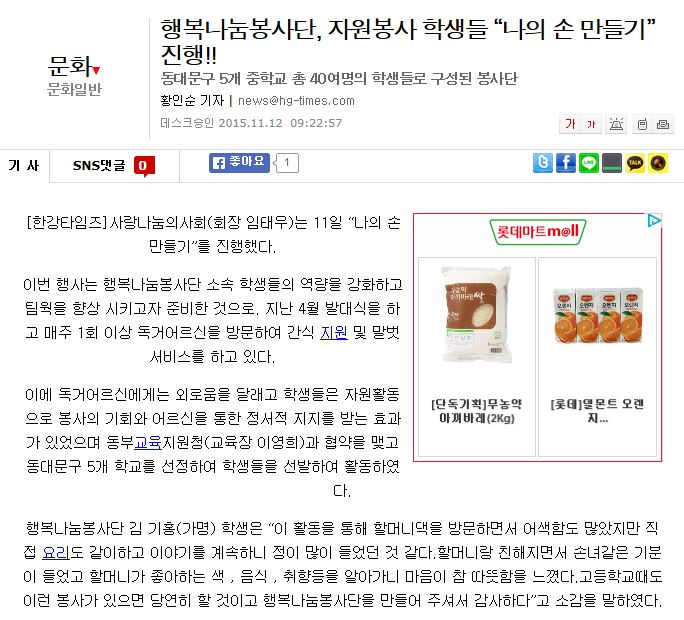 행복나눔봉사단, 자원봉사 학생들 “나의 손 만들기”
진행!!
문화
문화일반
동대문구 5개 중학교 총 40여명의 학생들로 구성된 봉사단
황인순 기자 | news@hg-times.com
데스크승인 2015.11.12 09:22:57
가 가
기 사 SNS댓글 0 좋아요 1
TALK
[한강타임즈]사랑나눔의사회(회장 임태우)는 11일 “나의 손
만들기”를 진행했다.
이번 행사는 행복나눔봉사단 소속 학생들의 역량을 강화하고
팀웍을 향상 시키고자 준비한 것으로, 지난 4월 발대식을 하
고 매주 1회 이상 독거어르신을 방문하여 간식 지원 및 말벗
서비스를 하고 있다.
이에 독거어르신에게는 외로움을 달래고 학생들은 자원활동
으로 봉사의 기회와 어르신을 통한 정서적 지지를 받는 효과
가 있었으며 동부교육지원청(교육장 이영희)과 협약을 맺고
동대문구 5개 학교를 선정하여 학생들을 선발하여 활동하였
다.
롯데마트m@ll
무농약
아끼바레쌀
[단독기획]무농약
아끼바레(2Kg)
[롯데]델몬트 오렌
지...
행복나눔봉사단 김 기홍(가명) 학생은 “이 활동을 통해 할머니댁을 방문하면서 어색함도 많았지만 직
접 요리도 같이하고 이야기를 계속하니 정이 많이 들었던 것 같다.할머니랑 친해지면서 손녀같은 기분
이 들었고 할머니가 좋아하는 색 , 음식 , 취향등을 알아가니 마음이 참 따뜻함을 느꼈다.고등학교때도
이런 봉사가 있으면 당연히 할 것이고 행복나눔봉사단을 만들어 주셔서 감사하다”고 소감을 말하였다.